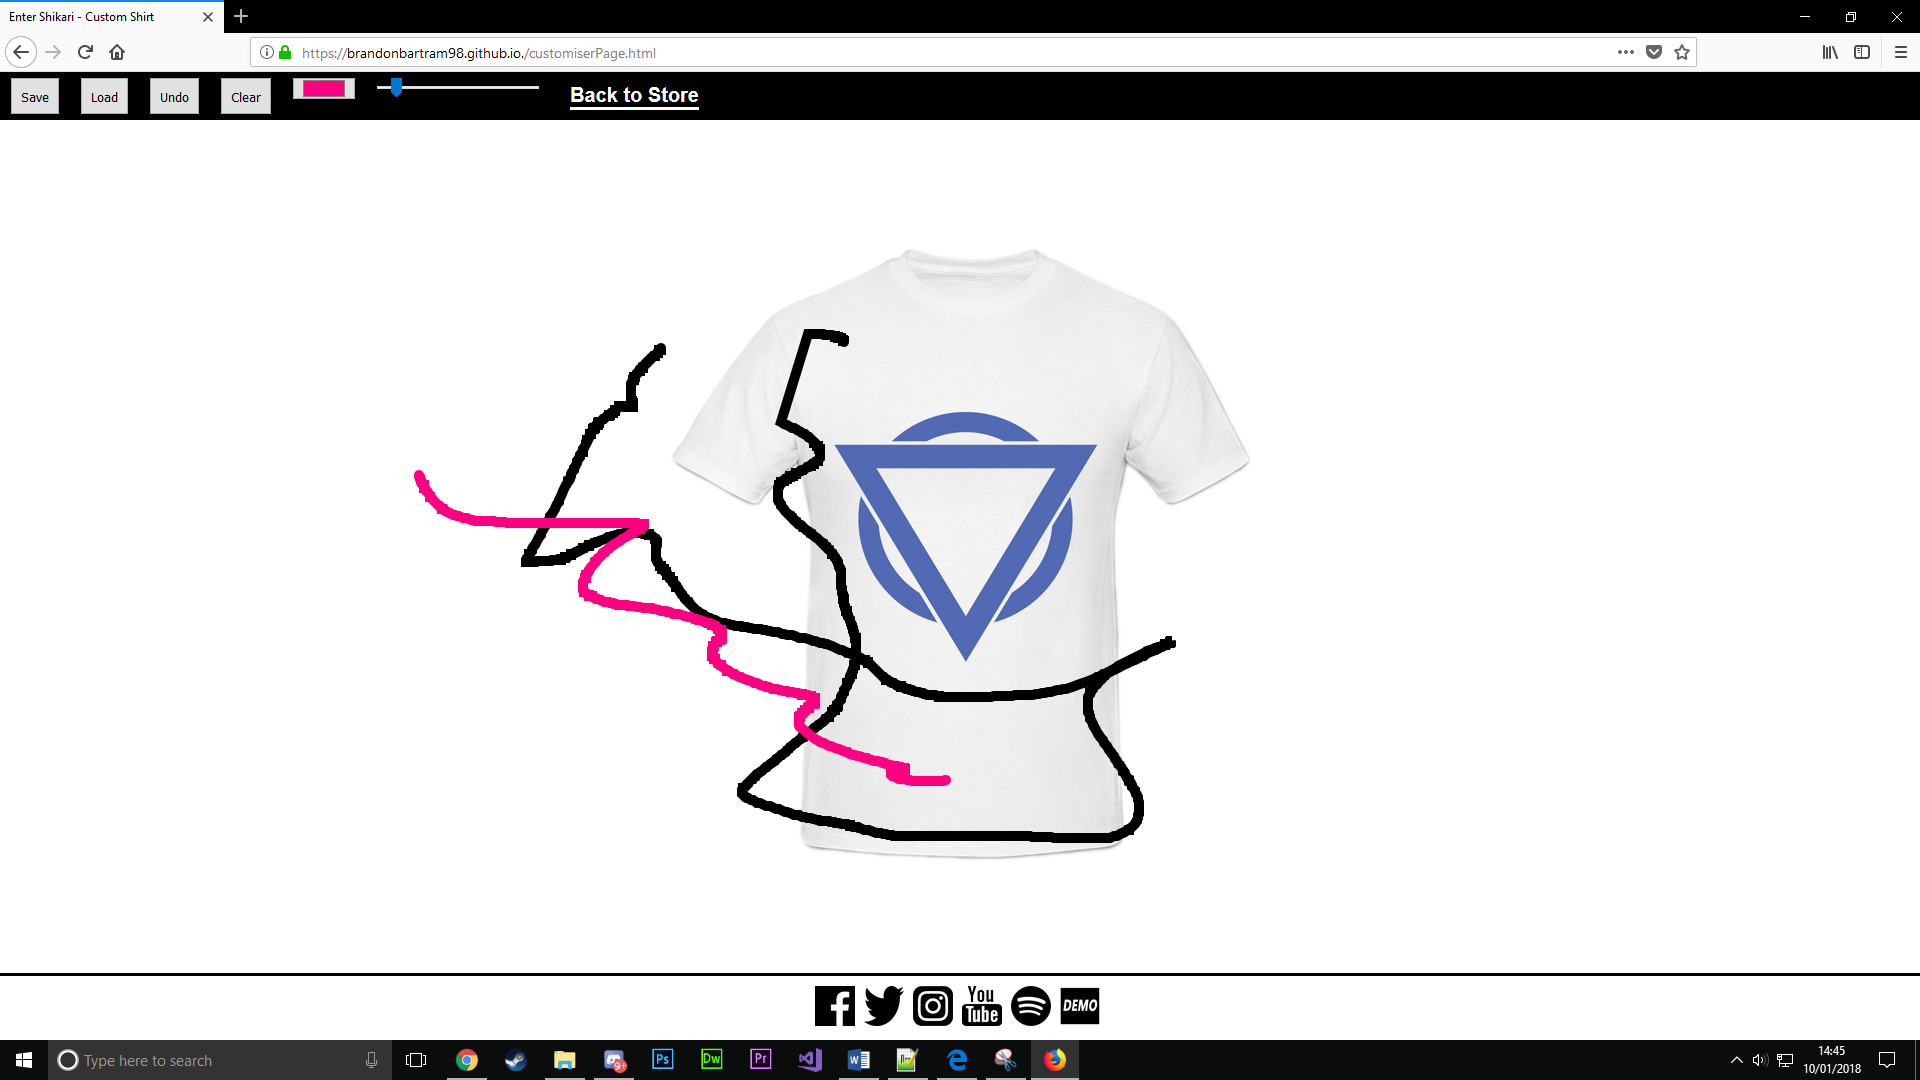 Enter Shikari - Custom Shirt
https://brandonbartram98.github.io./customiserPage.html
Save Load Undo Clear Back to Store
You
Tube
DEMO
Type here to search
9+
Ps Dw Pr
14:45
10/01/2018